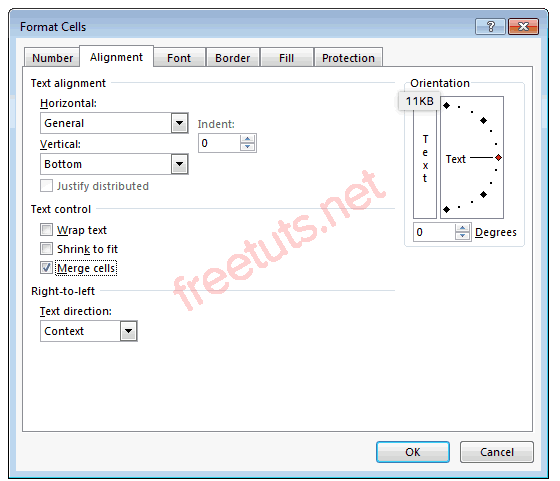 Format Cells
Number Alignment Font Border Fill Protection
Text alignment
Horizontal:
General
Indent:
0
Vertical:
Bottom
Justify distributed
Text control
Wrap text
Shrink to fit
Merge cells
Right-to-left
Text direction:
Context
Orientation
11KB
Text
Text
0 Degrees
freetuts.net
OK Cancel